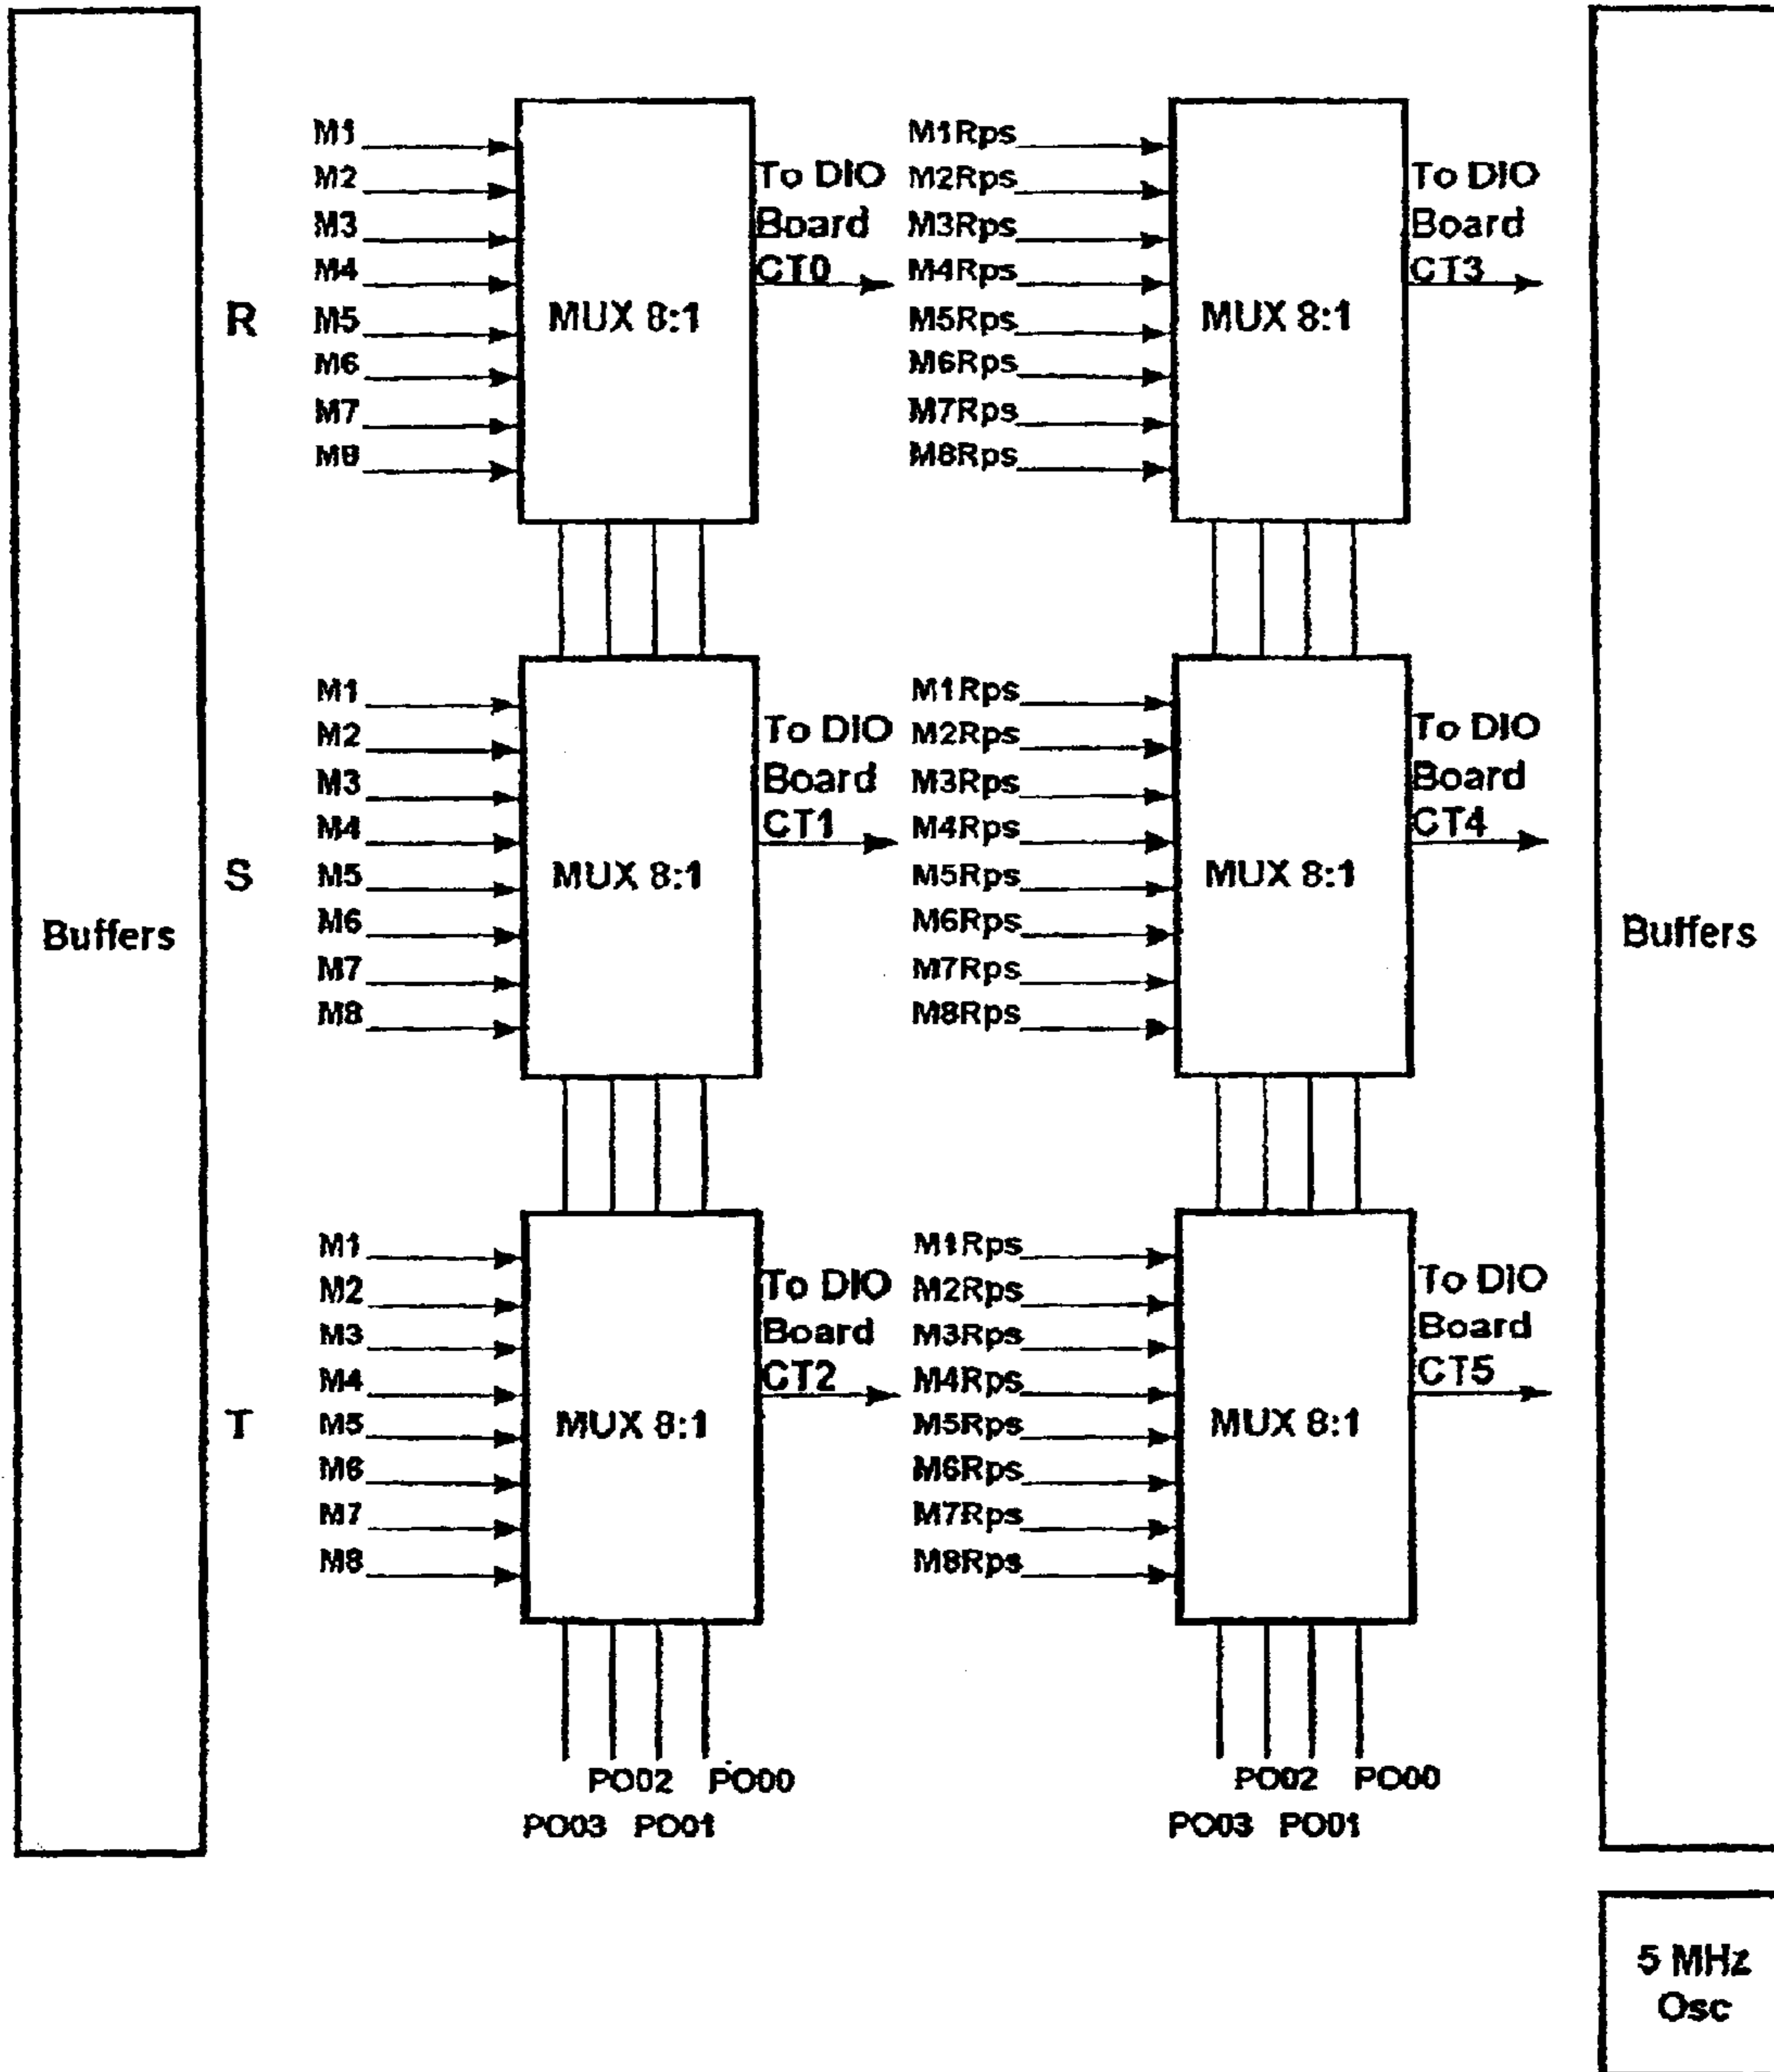 Buffers
R
M1
M2
M3
M4
M5
M6
M7
M8
MUX 8:1
To DIO
Board
CT0
M1Rps
M2Rps
M3Rps
M4Rps
M5Rps
M6Rps
M7Rps
M8Rps
MUX 8:1
To DIO
Board
CT3
S
M1
M2
M3
M4
M5
M6
M7
M8
MUX 8:1
To DIO
Board
CT1
M1Rps
M2Rps
M3Rps
M4Rps
M5Rps
M6Rps
M7Rps
M8Rps
MUX 8:1
To DIO
Board
CT4
T
M1
M2
M3
M4
M5
M6
M7
M8
MUX 8:1
To DIO
Board
CT2
M1Rps
M2Rps
M3Rps
M4Rps
M5Rps
M6Rps
M7Rps
M8Rps
MUX 8:1
To DIO
Board
CT5
PO02 PO00
PO03 PO01
PO02 PO00
PO03 PO01
Buffers
5 MHz
Osc